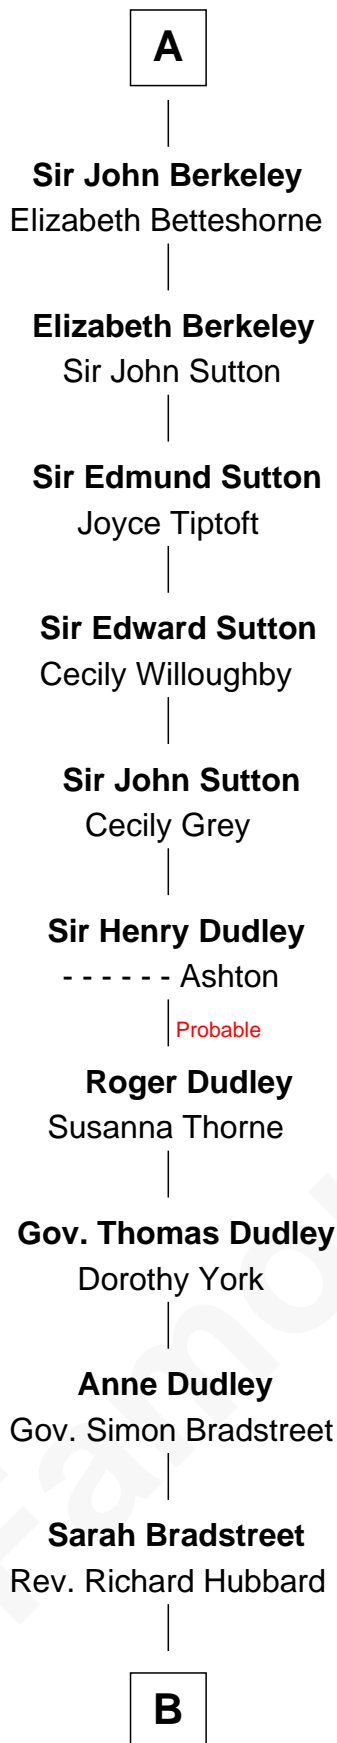 A
Sir John Berkeley
Elizabeth Betteshorne
Elizabeth Berkeley
Sir John Sutton
Sir Edmund Sutton
Joyce Tiptoft
Sir Edward Sutton
Cecily Willoughby
Sir John Sutton
Cecily Grey
Sir Henry Dudley
- - - - - - Ashton
Probable
Roger Dudley
Susanna Thorne
Gov. Thomas Dudley
Dorothy York
Anne Dudley
Gov. Simon Bradstreet
Sarah Bradstreet
Rev. Richard Hubbard
B
Famo